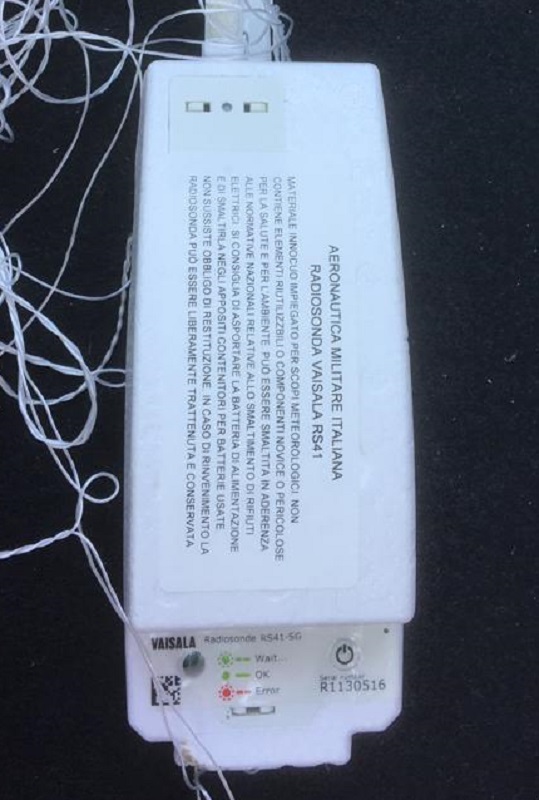 AERONAUTICA MILITARE ITALIANA
RADIOSONDA VAISALA RS41
MATERIALE INNOCUO IMPIEGATO PER SCOPI METEOROLOGICI. NON
CONTIENE ELEMENTI RIUTILIZZBILI O COMPONENTI NOVICE O PERICOLOSE
PER LA SALUTE E PER L'AMBIENTE. PUÒ ESSERE SMALTITA IN ADERENZA
ALLE NORMATIVE NAZIONALI RELATIVE ALLO SMALTIMENTO DI RIFIUTI
ELETTRICI. SI CONSIGLIA DI ASPORTARE LA BATTERIA DI ALIMENTAZIONE
E DI SMALTIRLA NEGLI APPOSITI CONTENITORI PER BATTERIE USATE.
NON SUSSISTE OBBLIGO DI RESTITUZIONE. IN CASO DI RINVENIMENTO LA
RADIOSONDA PUÒ ESSERE LIBERAMENTE TRATTENUTA E CONSERVATA.
VAISALA Radiosonde RS41-SG
Wait...
OK
Error
Serial number
R1130516